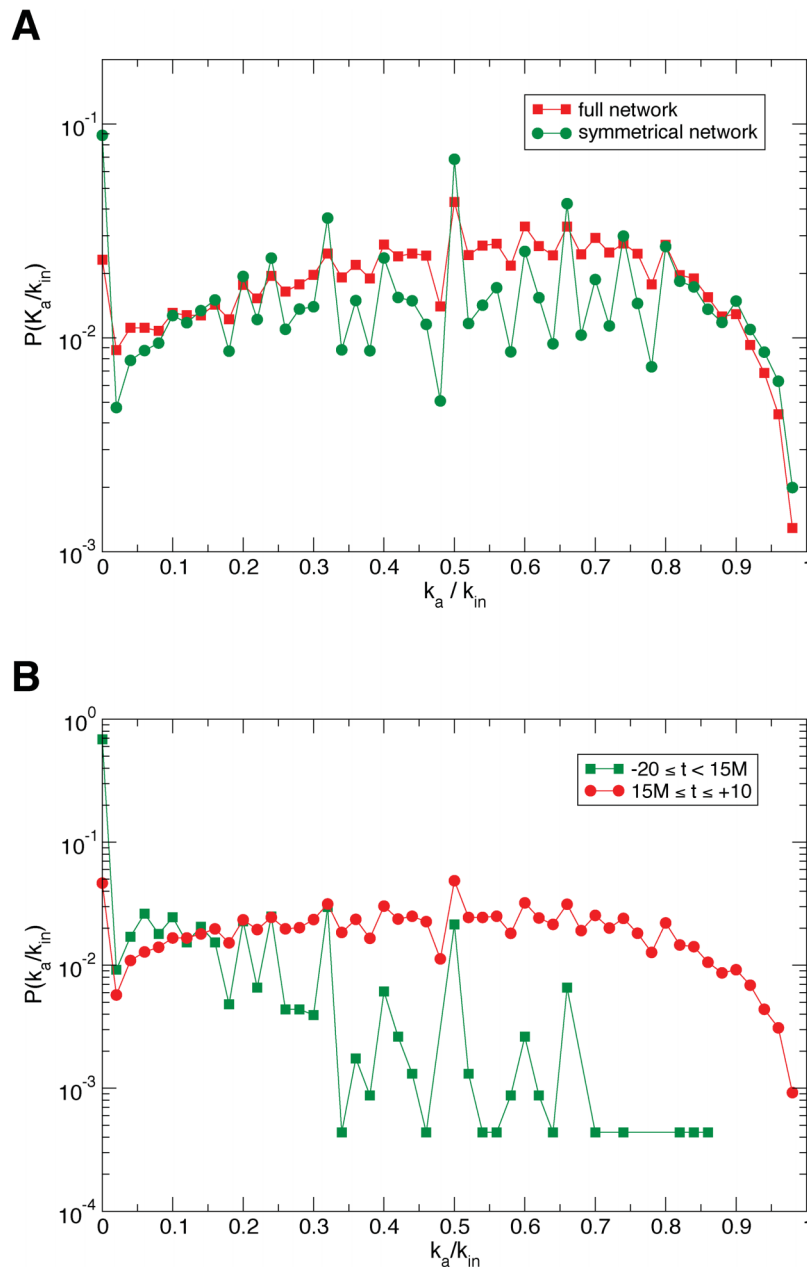 A
full network
symmetrical network
10^-1
10^-2
10^-3
P(K_a/k_in)
0 0.1 0.2 0.3 0.4 0.5 0.6 0.7 0.8 0.9 1
k_a / k_in
B
-20 ≤ t < 15M
15M ≤ t ≤ +10
10^0
10^-1
10^-2
10^-3
10^-4
P(k_a/k_in)
0 0.1 0.2 0.3 0.4 0.5 0.6 0.7 0.8 0.9 1
k_a/k_in